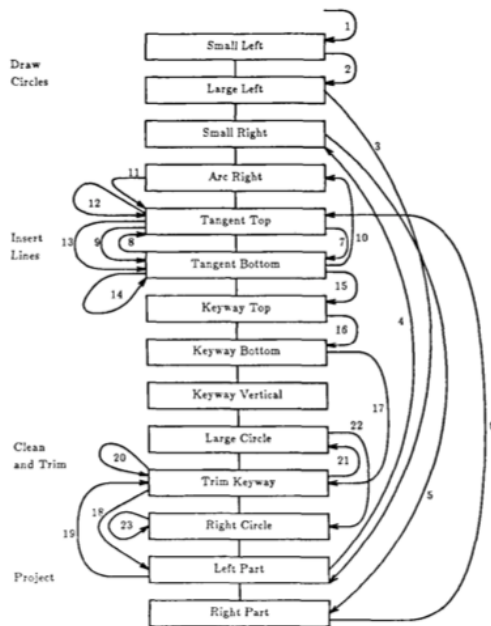 1
Small Left
2
Draw
Circles
Large Left
Small Right
3
Arc Right
11
12
Tangent Top
Insert
Lines
13
9
8
7
10
Tangent Bottom
14
15
Keyway Top
4
16
Keyway Bottom
Keyway Vertical
17
Large Circle
22
Clean
and Trim
20
21
Trim Keyway
5
18
19
23
Right Circle
Left Part
Project
Right Part